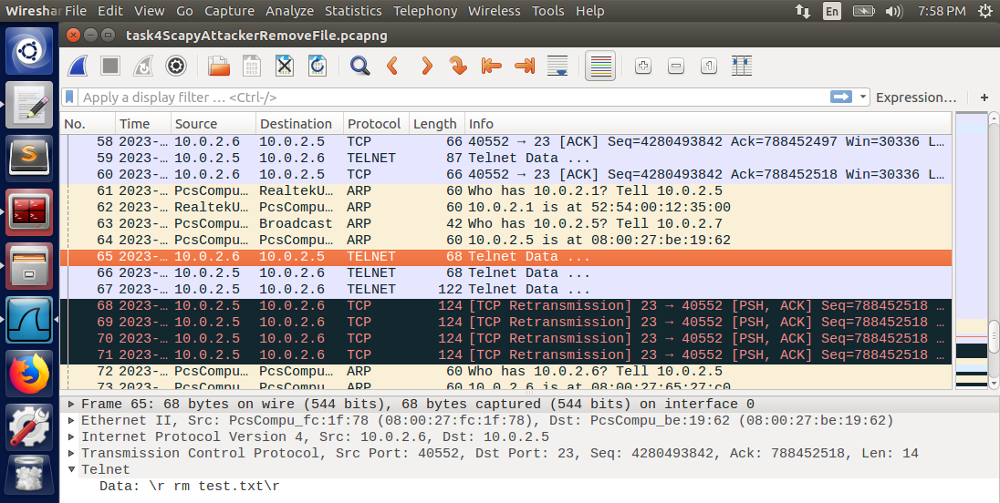 Wireshar File Edit View Go Capture Analyze Statistics Telephony Wireless Tools Help En 7:58 PM
task4ScapyAttackerRemoveFile.pcapng
Apply a display filter … <Ctrl-/> Expression… +
No. Time Source Destination Protocol Length Info
58 2023-… 10.0.2.6 10.0.2.5 TCP 66 40552 → 23 [ACK] Seq=4280493842 Ack=788452497 Win=30336 L…
59 2023-… 10.0.2.5 10.0.2.6 TELNET 87 Telnet Data ...
60 2023-… 10.0.2.6 10.0.2.5 TCP 66 40552 → 23 [ACK] Seq=4280493842 Ack=788452518 Win=30336 L…
61 2023-… PcsCompu… RealtekU… ARP 60 Who has 10.0.2.1? Tell 10.0.2.5
62 2023-… RealtekU… PcsCompu… ARP 60 10.0.2.1 is at 52:54:00:12:35:00
63 2023-… PcsCompu… Broadcast ARP 42 Who has 10.0.2.5? Tell 10.0.2.7
64 2023-… PcsCompu… PcsCompu… ARP 60 10.0.2.5 is at 08:00:27:be:19:62
65 2023-… 10.0.2.6 10.0.2.5 TELNET 68 Telnet Data ...
66 2023-… 10.0.2.5 10.0.2.6 TELNET 68 Telnet Data ...
67 2023-… 10.0.2.5 10.0.2.6 TELNET 122 Telnet Data ...
68 2023-… 10.0.2.5 10.0.2.6 TCP 124 [TCP Retransmission] 23 → 40552 [PSH, ACK] Seq=788452518 …
69 2023-… 10.0.2.5 10.0.2.6 TCP 124 [TCP Retransmission] 23 → 40552 [PSH, ACK] Seq=788452518 …
70 2023-… 10.0.2.5 10.0.2.6 TCP 124 [TCP Retransmission] 23 → 40552 [PSH, ACK] Seq=788452518 …
71 2023-… 10.0.2.5 10.0.2.6 TCP 124 [TCP Retransmission] 23 → 40552 [PSH, ACK] Seq=788452518 …
72 2023-… PcsCompu… PcsCompu… ARP 60 Who has 10.0.2.6? Tell 10.0.2.5
73 2023-… PcsCompu… PcsCompu… ARP 60 10.0.2.6 is at 08:00:27:65:27:c0
Frame 65: 68 bytes on wire (544 bits), 68 bytes captured (544 bits) on interface 0
Ethernet II, Src: PcsCompu_fc:1f:78 (08:00:27:fc:1f:78), Dst: PcsCompu_be:19:62 (08:00:27:be:19:62)
Internet Protocol Version 4, Src: 10.0.2.6, Dst: 10.0.2.5
Transmission Control Protocol, Src Port: 40552, Dst Port: 23, Seq: 4280493842, Ack: 788452518, Len: 14
Telnet
Data: \r rm test.txt\r